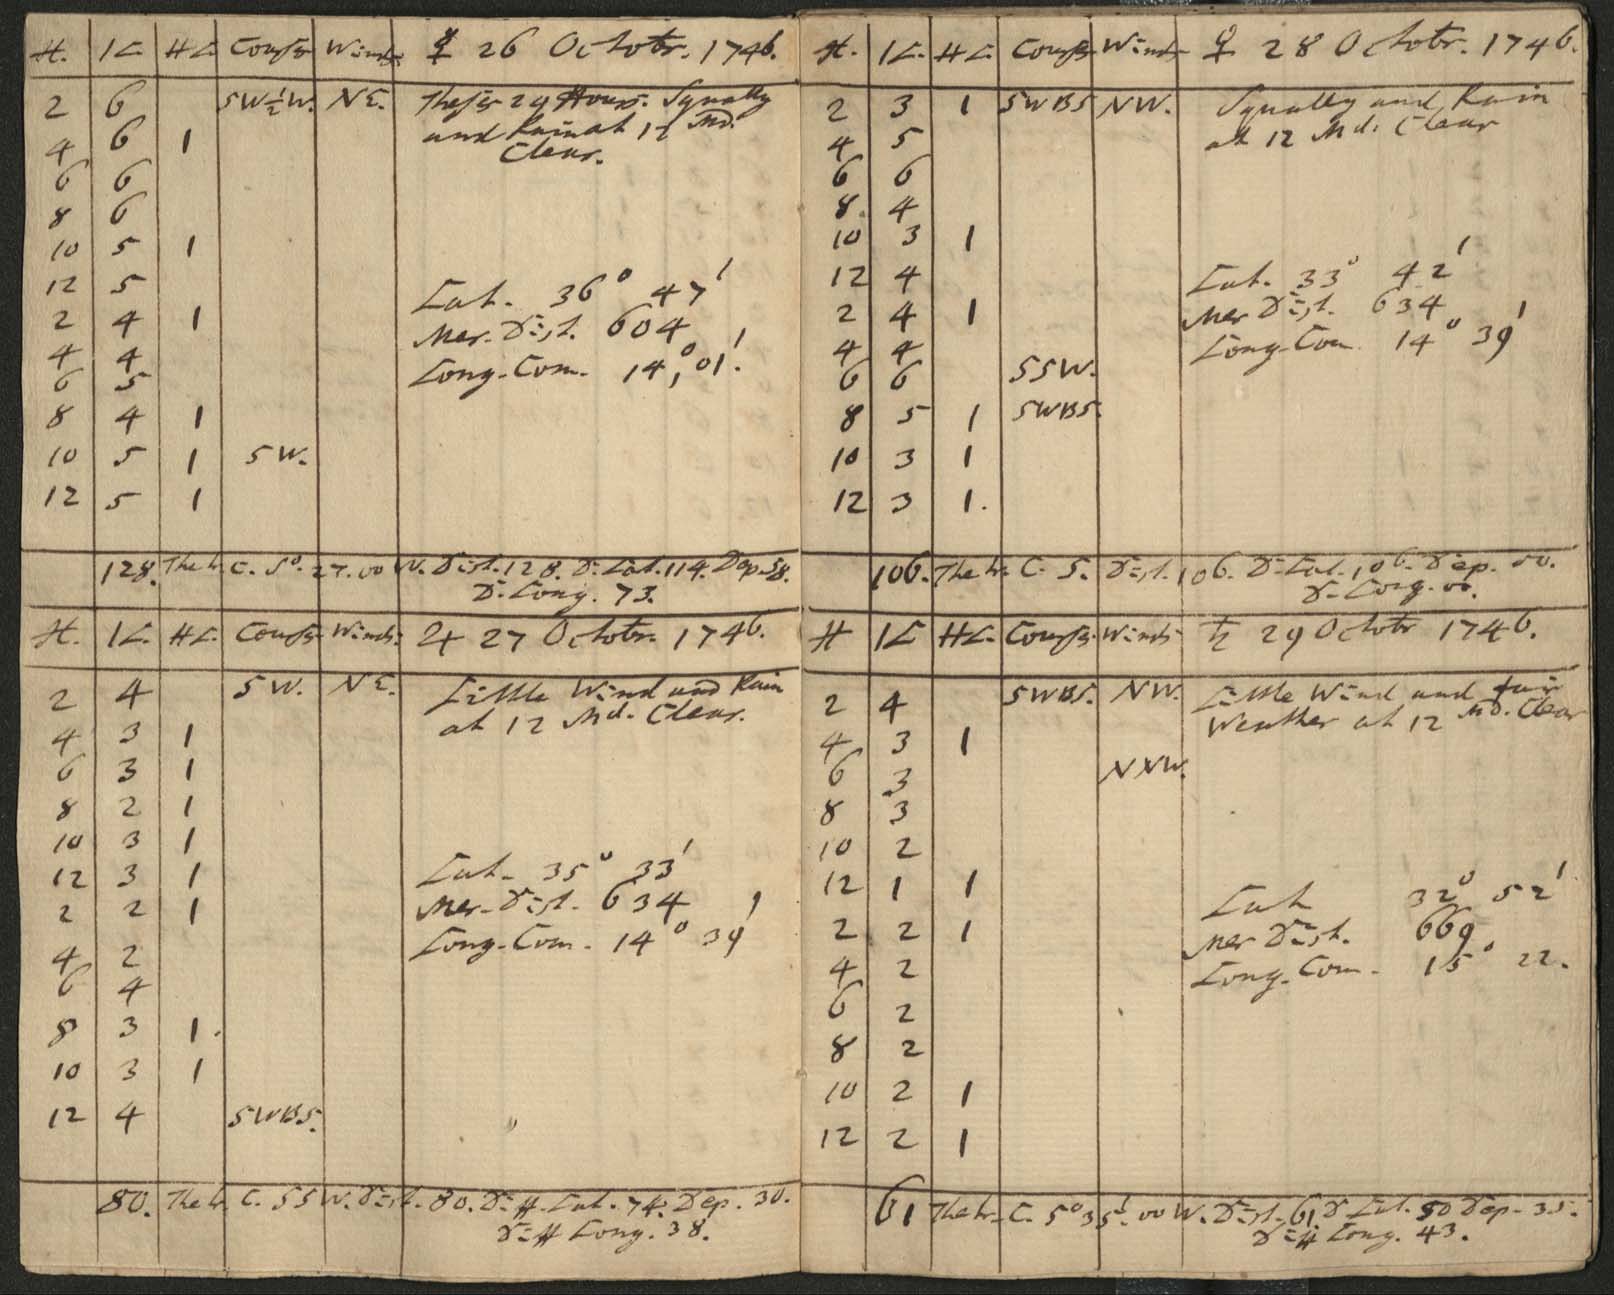 H. K. HK. Courss Winds. ☿ 26 Octobr. 1746.
2 6 SW½W. NE. Thess 24 Hours. Squally
4 6 1 and Rain at 12 Md.
Clear.
6 6
8 6
10 5 1
12 5 Lat. 36° 47'
2 4 1 Mer. Dist. 604
4 4 Long. Com. 14,° 01'.
6 5
8 4 1
10 5 1 SW.
12 5 1
128. The tr. C. S°. 27.00 W. Dist. 128. D. Lat. 114. Dep. 58.
D. Long. 73.
H. K. HK. Courss Winds. ♃ 27 Octobr. 1746.
2 4 SW. NE. Little Wind and Rain
4 3 1 at 12 Md. Clear.
6 3 1
8 2 1
10 3 1
12 3 1 Lat. 35° 33'
2 2 1 Mer. Dist. 634
4 2 Long. Com. 14° 39'
6 4
8 3 1.
10 3 1
12 4 SWBS.
80. The tr. C. SSW. Dist. 80. Diff. Lat. 74. Dep. 30.
Diff Long. 38.
H. K. HK. Courss Winds ♀ 28 Octobr. 1746.
2 3 1 SWBS NW. Squally and Rain
4 5 at 12 Md. Clear
6 6
8. 4
10 3 1
12 4 Lat. 33° 42'
2 4 1 Mer Dist. 634
4 4 Long. Com. 14° 39'
6 6 SSW.
8 5 1 SWBS.
10 3 1
12 3 1.
106. The tr. C. S. Dist. 106. D. Lat. 106. Dep. 00.
D. Long. 00.
H K HK. Courss. Winds ♄ 29 Octobr 1746.
2 4 SWBS. NW. Little Wind and fair
4 3 1 Weather at 12 Md. Clear
6 3 NNW.
8 3
10 2
12 1 1 Lat 32° 52'
2 2 1 Mer Dist. 669
4 2 Long. Com. 15° 22.
6 2
8 2
10 2 1
12 2 1
61 The tr. C. S° 35'.00 W. Dist. 61 D Lat. 50 Dep. 35.
Diff Long. 43.